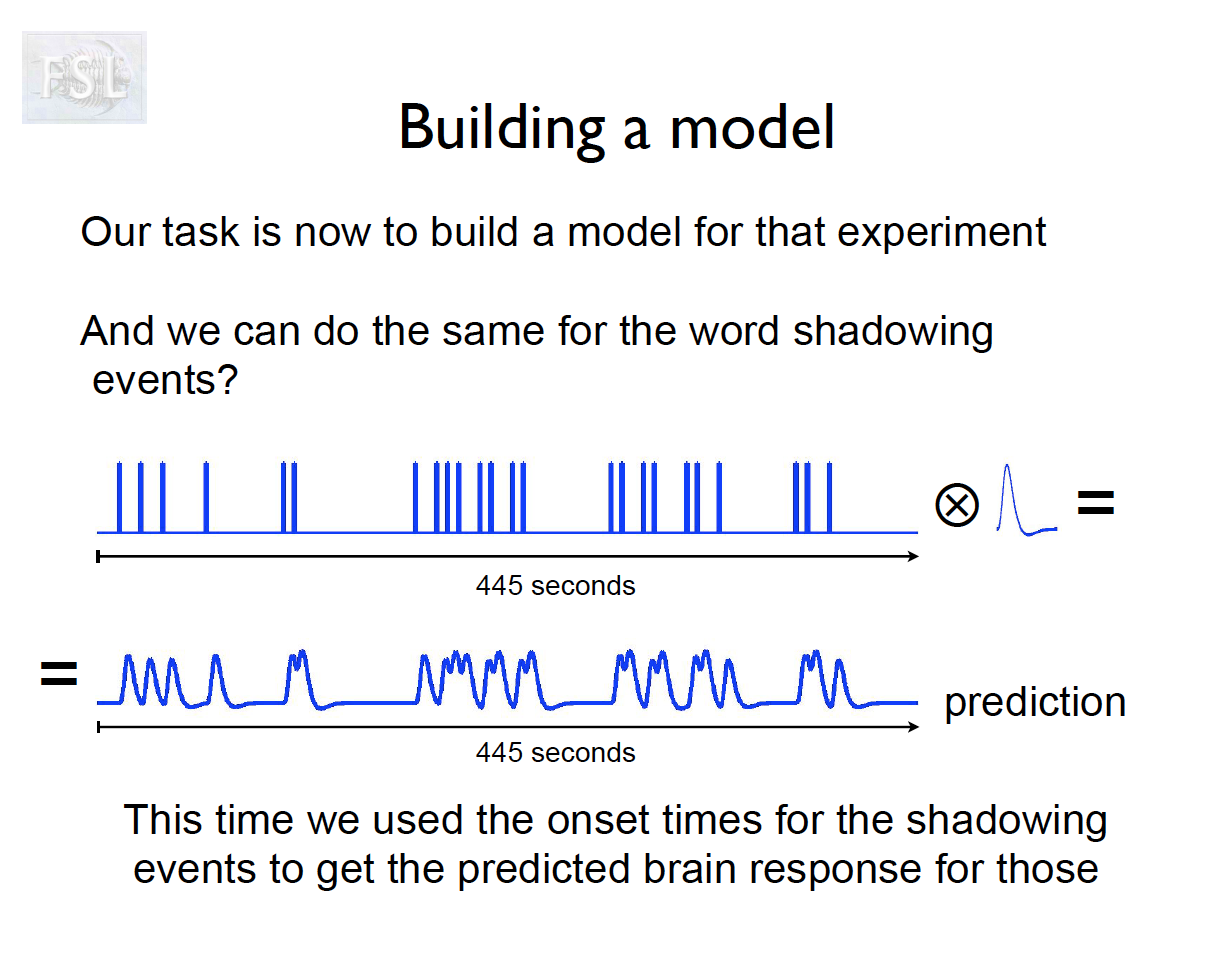 FSL
Building a model
Our task is now to build a model for that experiment
And we can do the same for the word shadowing
events?
⊗ =
445 seconds
=
prediction
445 seconds
This time we used the onset times for the shadowing
events to get the predicted brain response for those